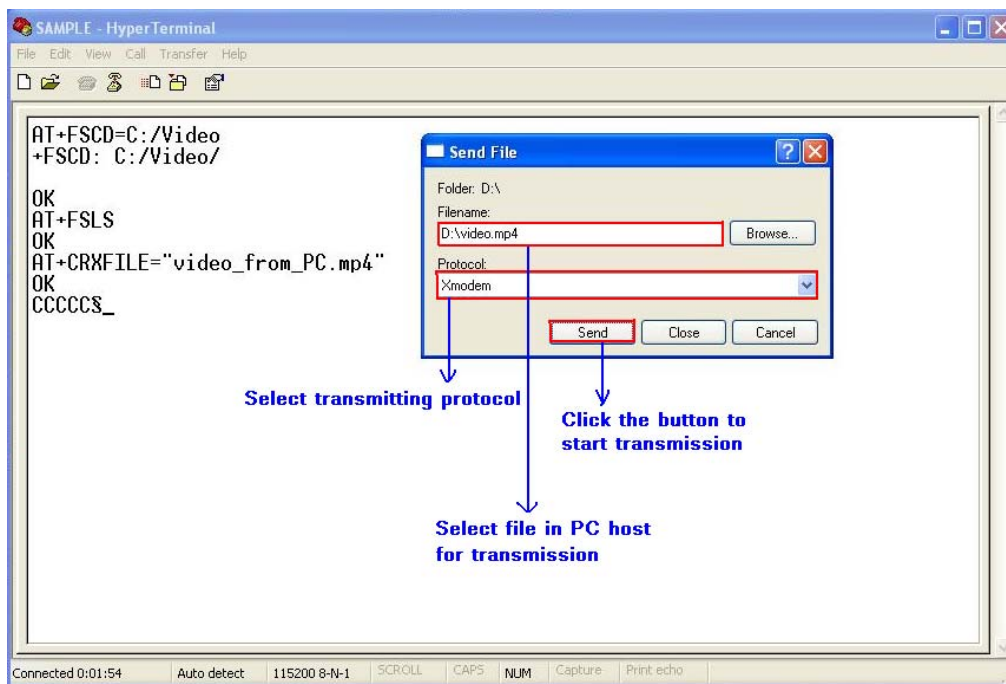 SAMPLE - HyperTerminal
File Edit View Call Transfer Help
AT+FSCD=C:/Video
+FSCD: C:/Video/
OK
AT+FSLS
OK
AT+CRXFILE="video_from_PC.mp4"
OK
CCCCC§_
Send File
Folder: D:\
Filename:
D:\video.mp4
Browse...
Protocol:
Xmodem
Send Close Cancel
Select transmitting protocol
Click the button to
start transmission
Select file in PC host
for transmission
Connected 0:01:54 Auto detect 115200 8-N-1 SCROLL CAPS NUM Capture Print echo